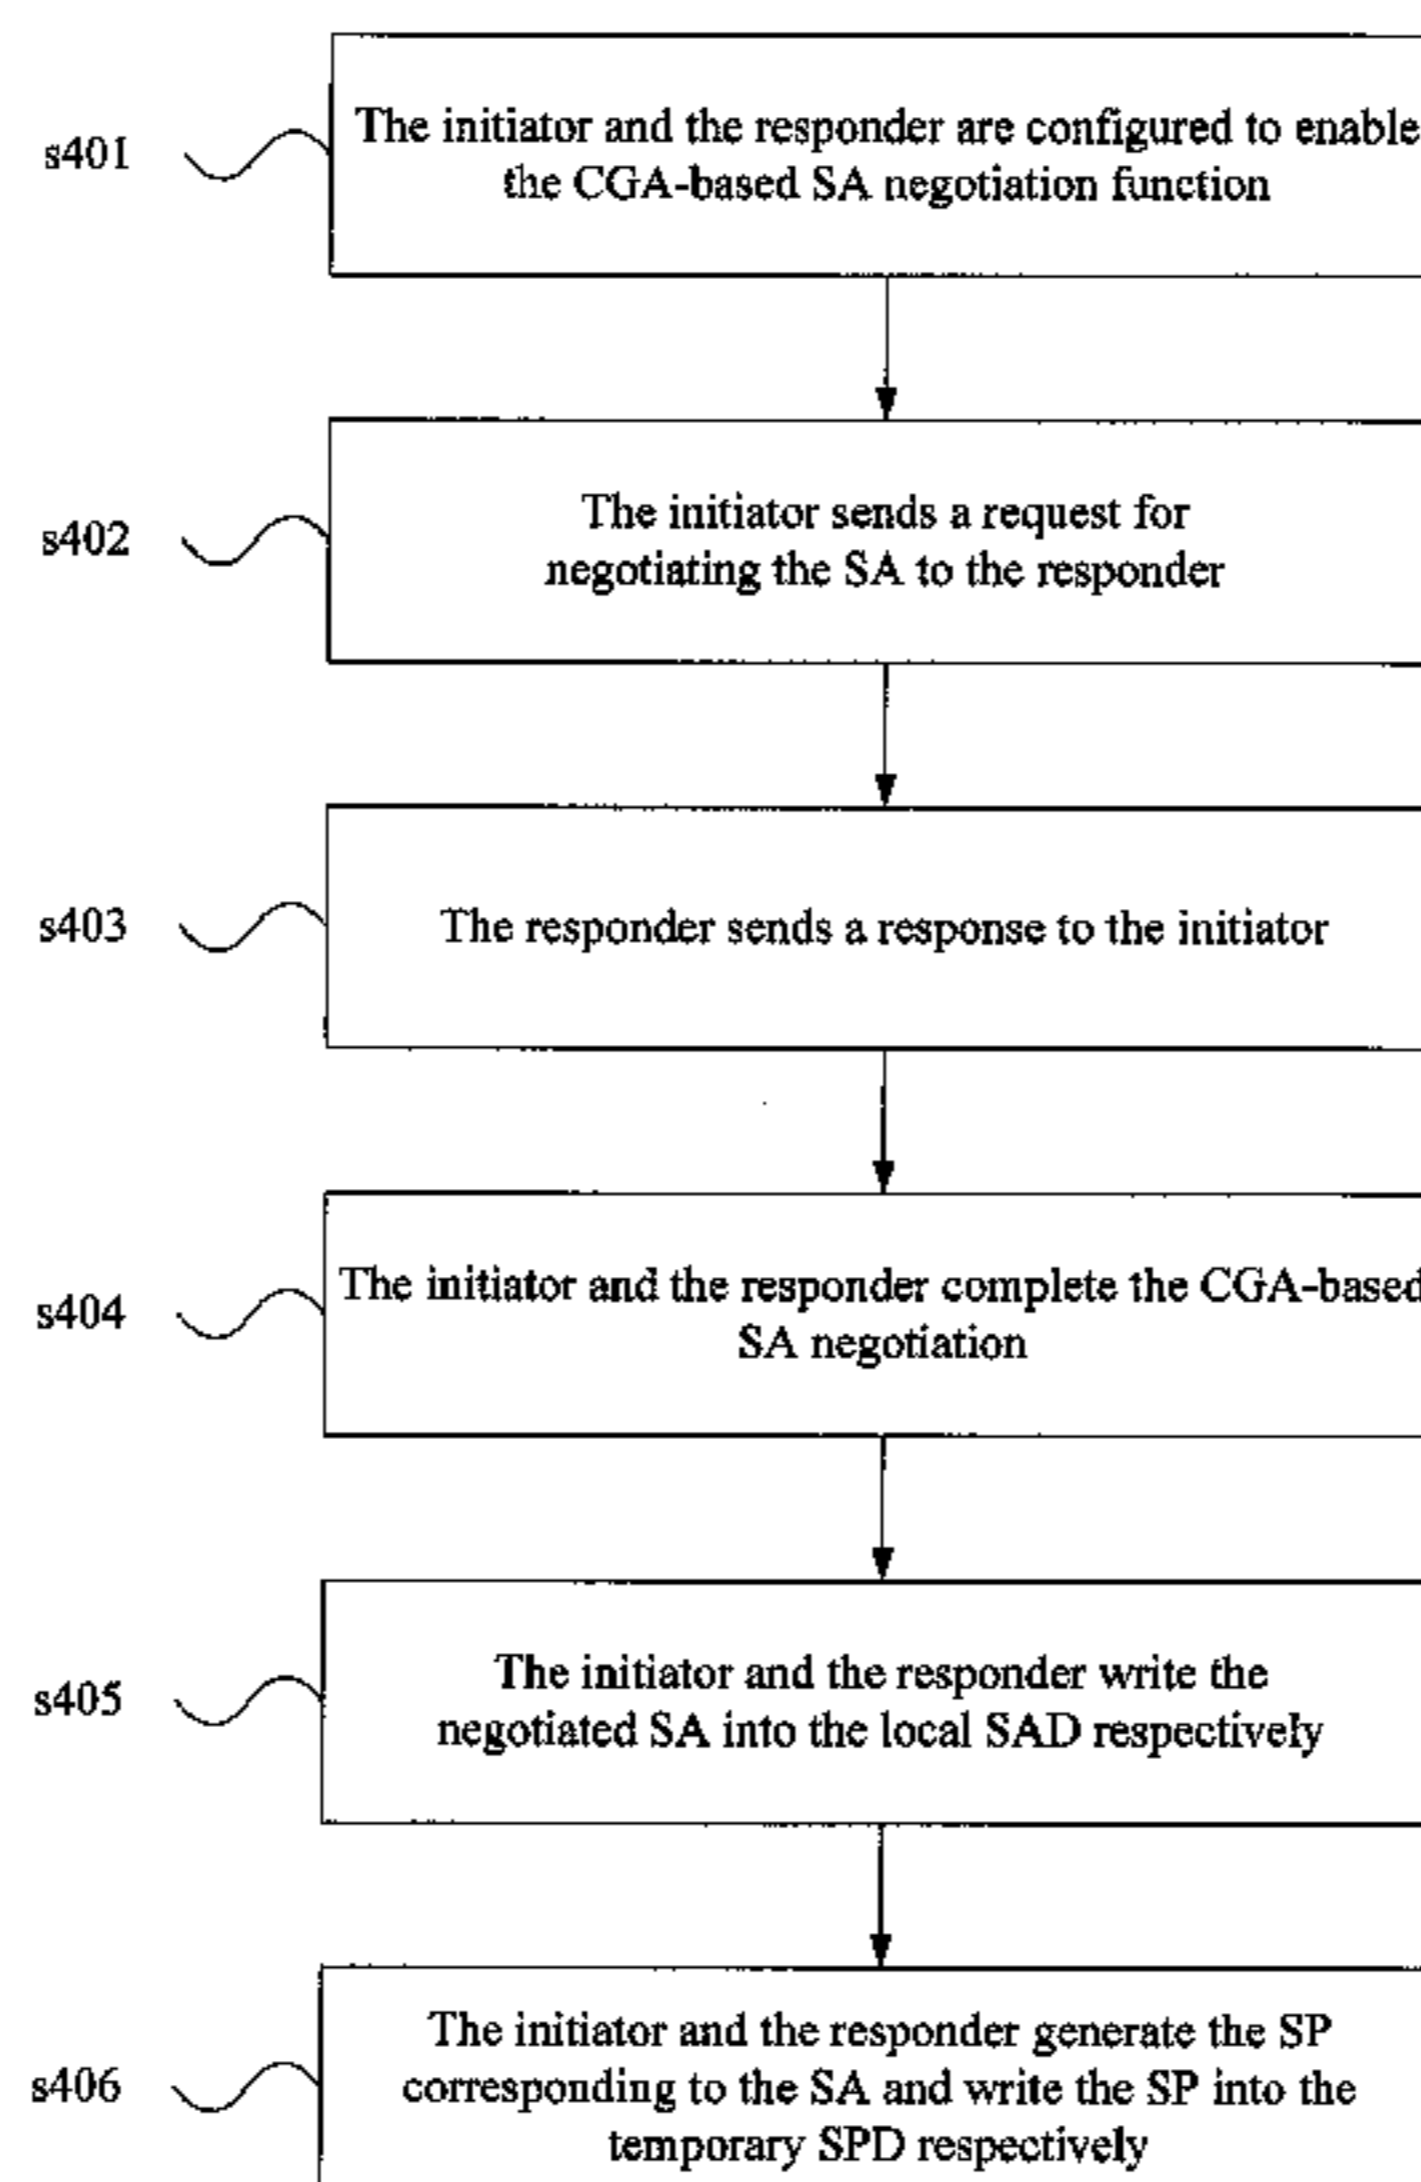 s401
The initiator and the responder are configured to enable
the CGA-based SA negotiation function
s402
The initiator sends a request for
negotiating the SA to the responder
s403
The responder sends a response to the initiator
s404
The initiator and the responder complete the CGA-based
SA negotiation
s405
The initiator and the responder write the
negotiated SA into the local SAD respectively
s406
The initiator and the responder generate the SP
corresponding to the SA and write the SP into the
temporary SPD respectively